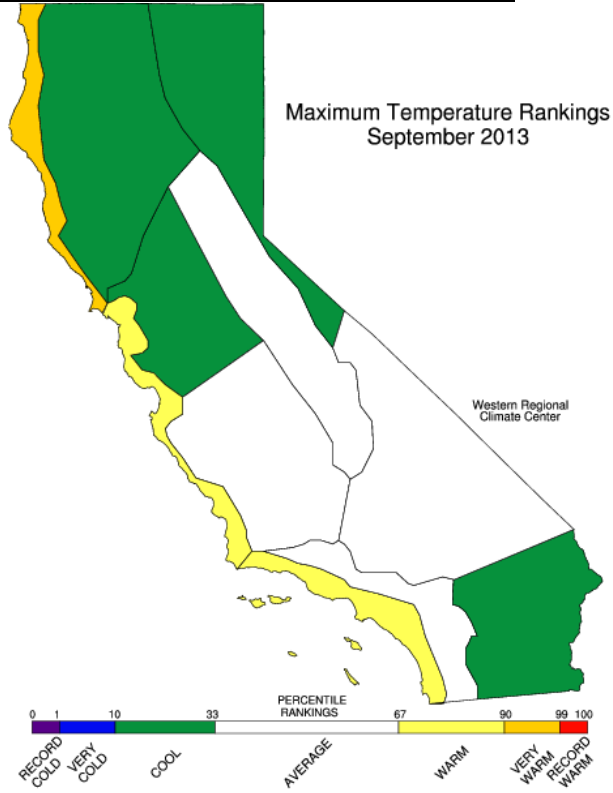 Maximum Temperature Rankings
September 2013
Western Regional
Climate Center
PERCENTILE
RANKINGS
0 1 10 33 67 90 99 100
RECORD
COLD
VERY
COLD
COOL
AVERAGE
WARM
VERY
WARM
RECORD
WARM